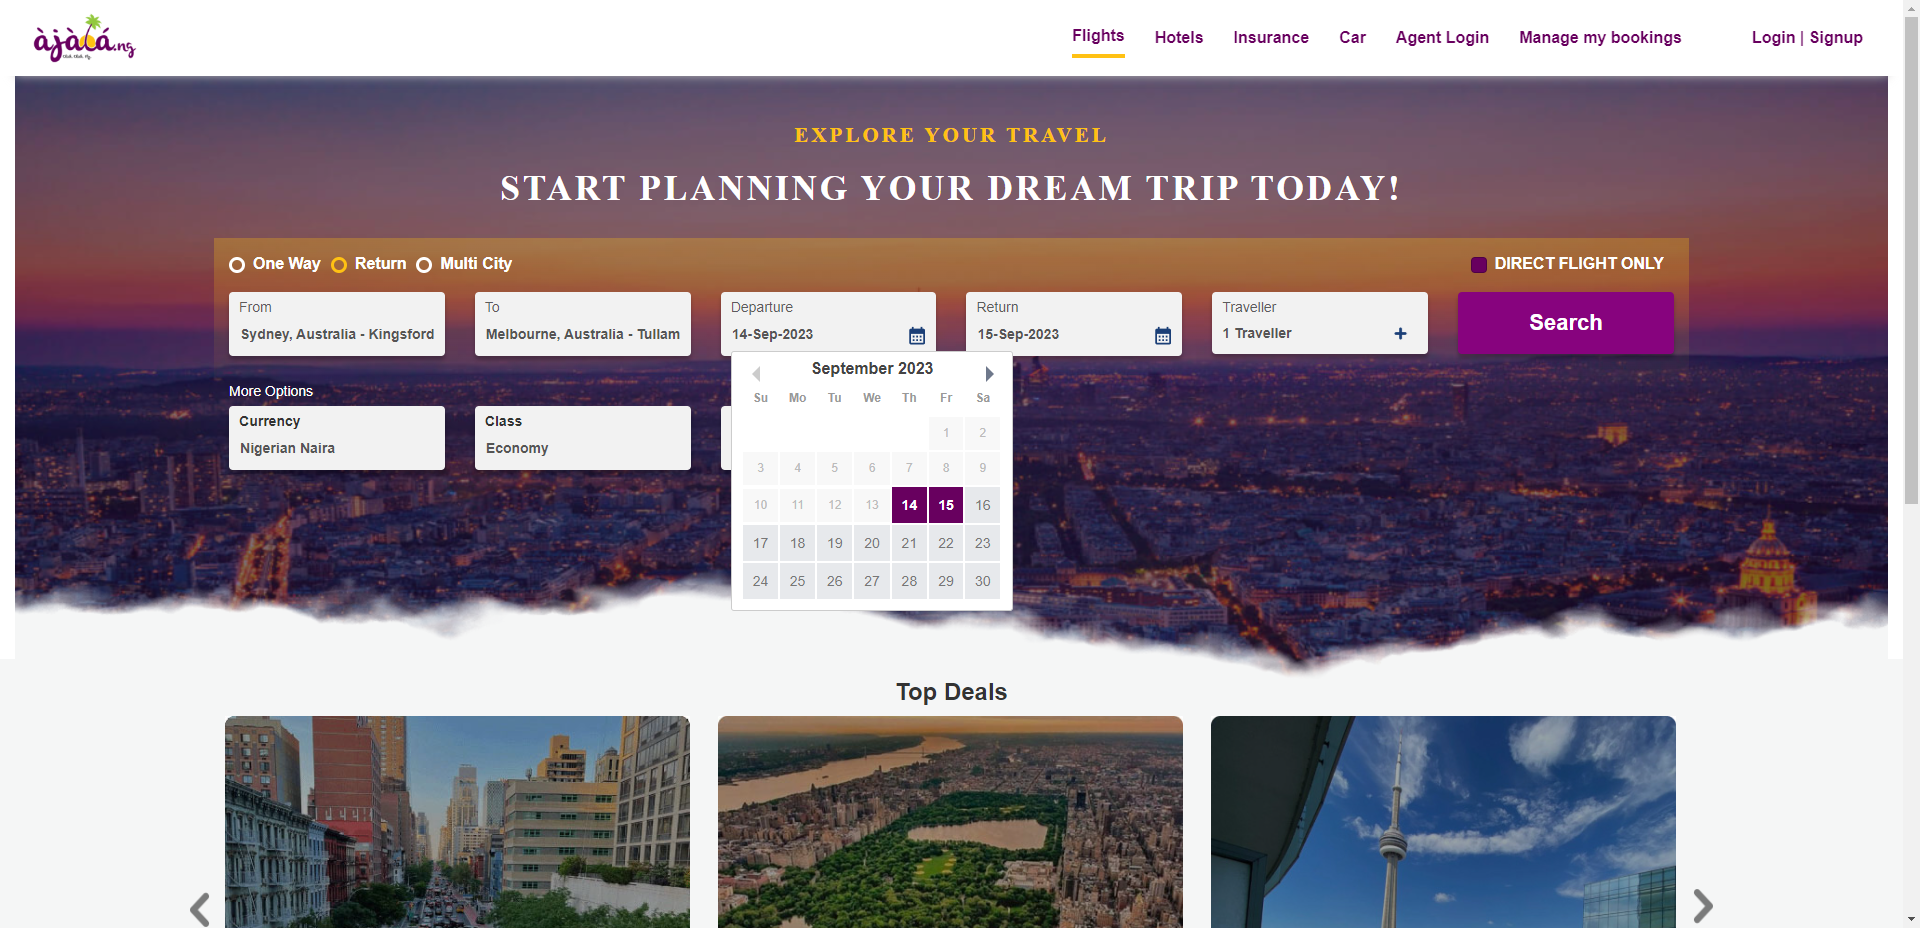 àjàlá.ng
Flights
Hotels
Insurance
Car
Agent Login
Manage my bookings
Login | Signup
EXPLORE YOUR TRAVEL
START PLANNING YOUR DREAM TRIP TODAY!
One Way
Return
Multi City
DIRECT FLIGHT ONLY
From
Sydney, Australia - Kingsford
To
Melbourne, Australia - Tullam
Departure
14-Sep-2023
Return
15-Sep-2023
Traveller
1 Traveller
Search
More Options
Currency
Nigerian Naira
Class
Economy
September 2023
Su Mo Tu We Th Fr Sa
1 2
3 4 5 6 7 8 9
10 11 12 13 14 15 16
17 18 19 20 21 22 23
24 25 26 27 28 29 30
Top Deals